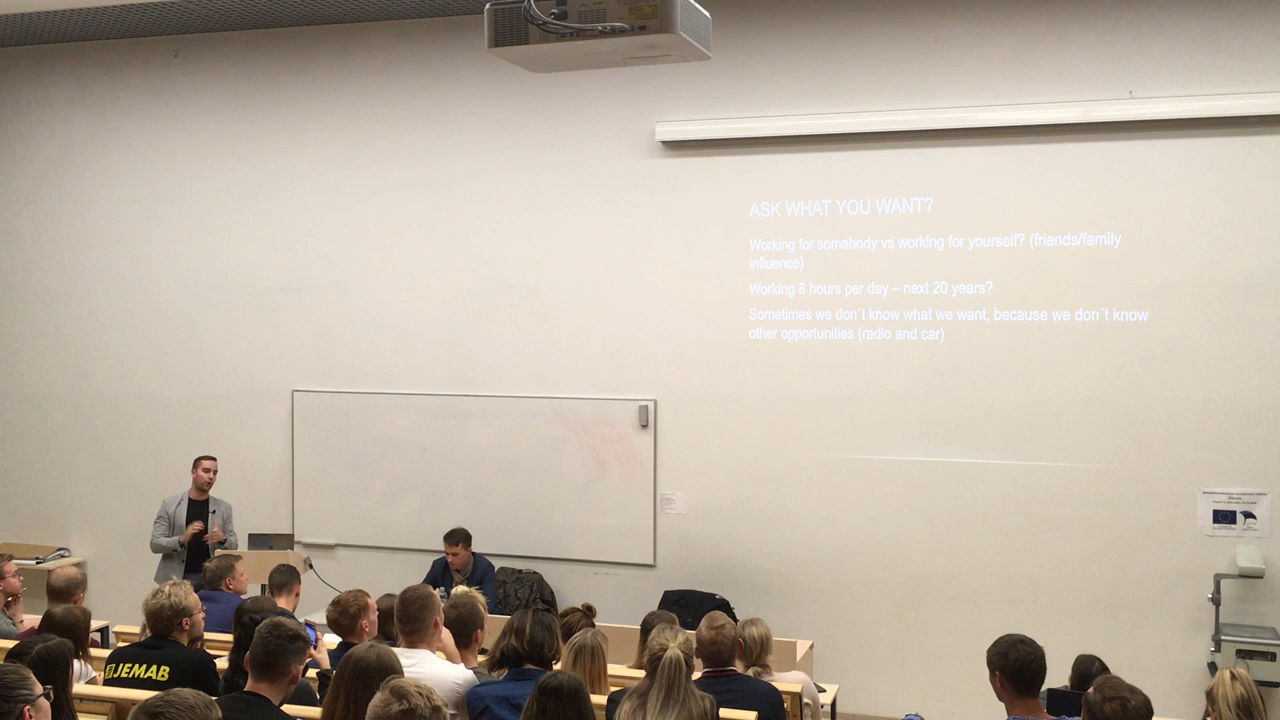 ASK WHAT YOU WANT?
Working for somebody vs working for yourself? (friends/family
influence)
Working 8 hours per day – next 20 years?
Sometimes we don´t know what we want, because we don´t know
other opportunities (radio and car)
JEMAB